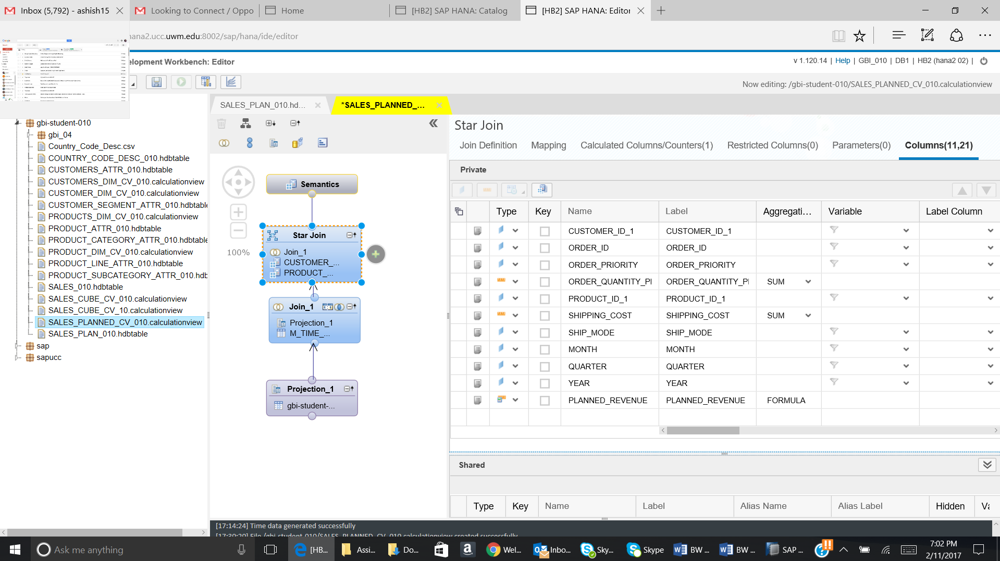 Inbox (5,792) - ashish15
Looking to Connect / Oppo
Home
[HB2] SAP HANA: Catalog
[HB2] SAP HANA: Editor
hana2.ucc.uwm.edu:8002/sap/hana/ide/editor
elopment Workbench: Editor
v 1.120.14 | Help | GBI_010 | DB1 | HB2 (hana2 02) |
Now editing: /gbi-student-010/SALES_PLANNED_CV_010.calculationview
SALES_PLAN_010.hd...
*SALES_PLANNED_...
gbi-student-010
gbi_04
Country_Code_Desc.csv
COUNTRY_CODE_DESC_010.hdbtable
CUSTOMERS_ATTR_010.hdbtable
CUSTOMERS_DIM_CV_010.calculationview
CUSTOMER_DIM_CV_010.calculationview
CUSTOMER_SEGMENT_ATTR_010.hdbtable
PRODUCTS_DIM_CV_010.calculationview
PRODUCT_ATTR_010.hdbtable
PRODUCT_CATEGORY_ATTR_010.hdbtable
PRODUCT_DIM_CV_010.calculationview
PRODUCT_LINE_ATTR_010.hdbtable
PRODUCT_SUBCATEGORY_ATTR_010.hdb
SALES_010.hdbtable
SALES_CUBE_CV_010.calculationview
SALES_CUBE_CV_10.calculationview
SALES_PLANNED_CV_010.calculationview
SALES_PLAN_010.hdbtable
sap
sapucc
100%
Semantics
Star Join
Join_1
CUSTOMER_...
PRODUCT_...
Join_1
Projection_1
M_TIME_...
Projection_1
gbi-student-...
Star Join
Join Definition
Mapping
Calculated Columns/Counters(1)
Restricted Columns(0)
Parameters(0)
Columns(11,21)
Private
Type Key Name Label Aggregati... Variable Label Column
CUSTOMER_ID_1 CUSTOMER_ID_1
ORDER_ID ORDER_ID
ORDER_PRIORITY ORDER_PRIORITY
ORDER_QUANTITY_Pl ORDER_QUANTITY_Pl SUM
PRODUCT_ID_1 PRODUCT_ID_1
SHIPPING_COST SHIPPING_COST SUM
SHIP_MODE SHIP_MODE
MONTH MONTH
QUARTER QUARTER
YEAR YEAR
PLANNED_REVENUE PLANNED_REVENUE FORMULA
Shared
Type Key Name Label Alias Name Alias Label Hidden Va
[17:14:24] Time data generated successfully
[17:30:20] File /gbi-student-010/SALES_PLANNED_CV_010.calculationview created successfully
Ask me anything
[HB...
Assi...
Do...
Wel...
Inbo...
Sky...
Skype
BW ...
BW ...
SAP ...
7:02 PM
2/11/2017